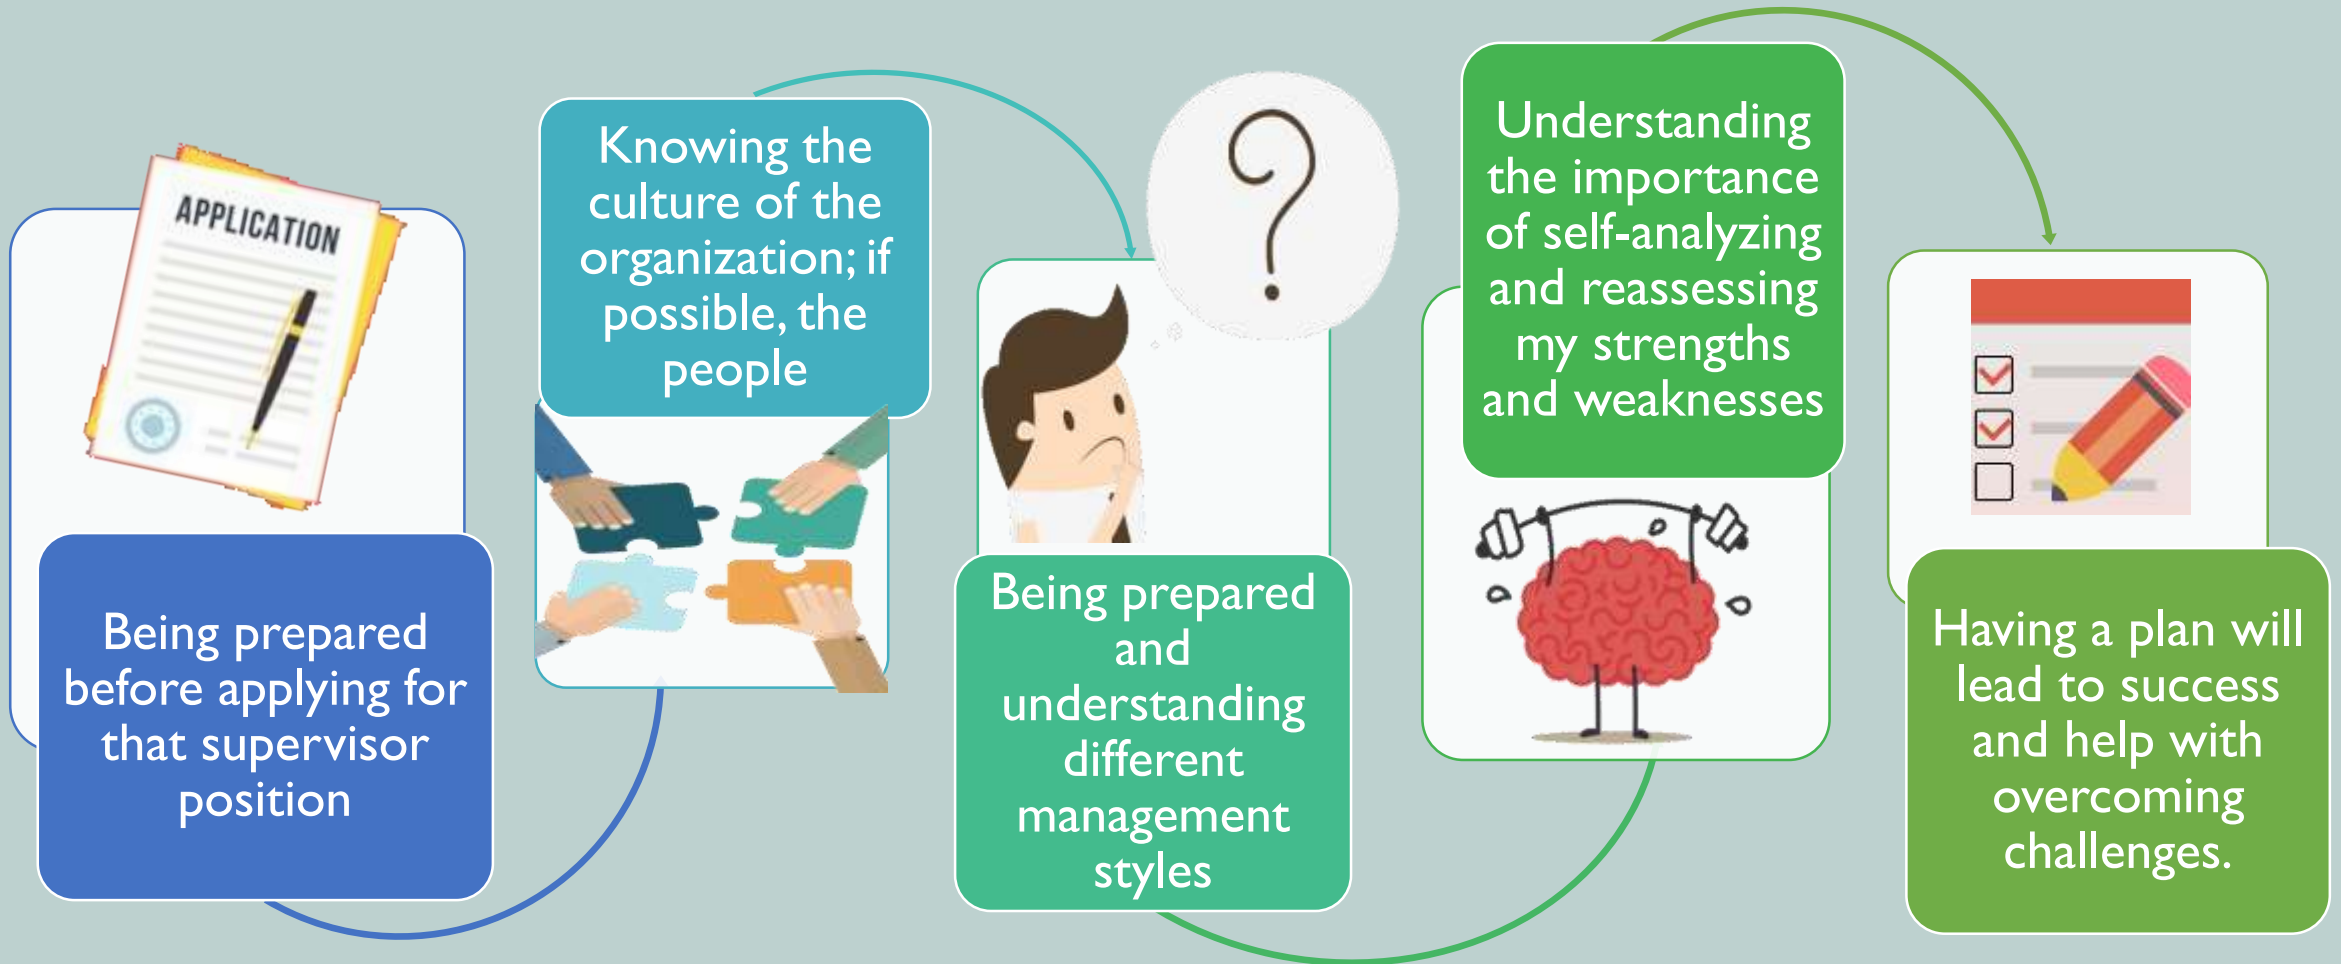 APPLICATION
Being prepared
before applying for
that supervisor
position
Knowing the
culture of the
organization; if
possible, the
people
?
Being prepared
and
understanding
different
management
styles
Understanding
the importance
of self-analyzing
and reassessing
my strengths
and weaknesses
Having a plan will
lead to success
and help with
overcoming
challenges.